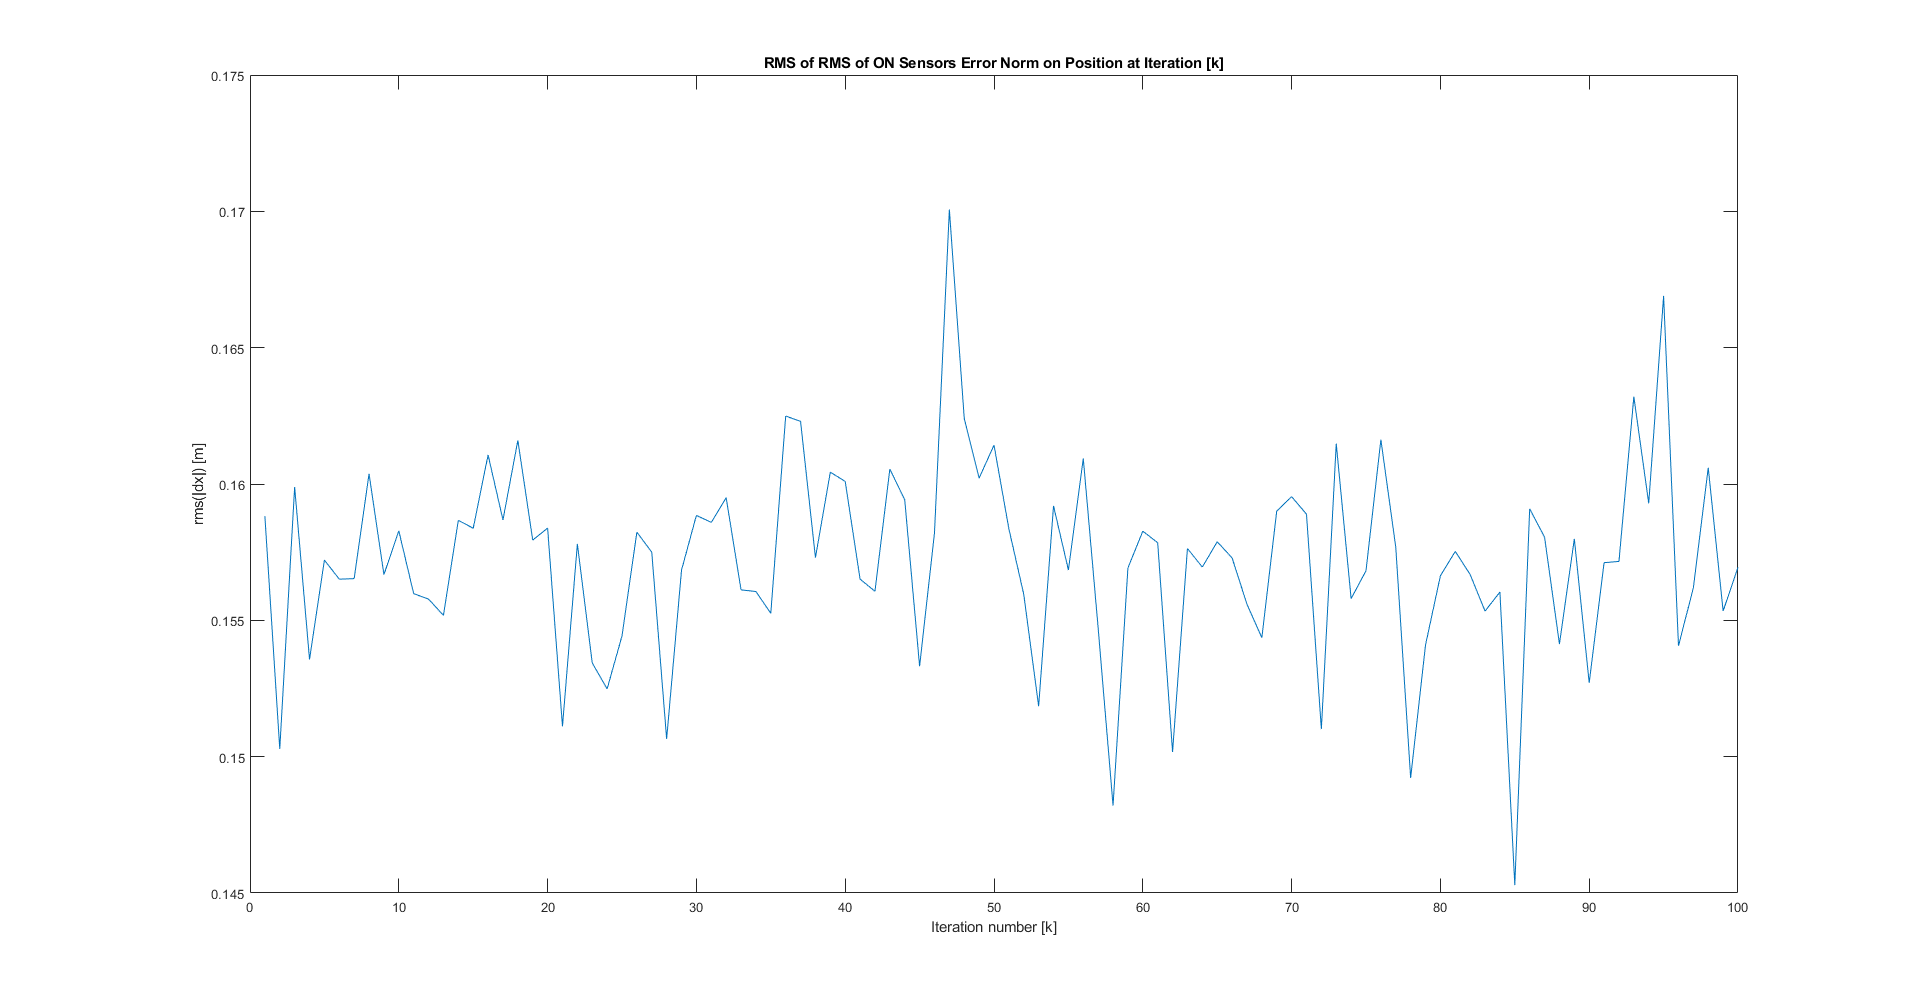 RMS of RMS of ON Sensors Error Norm on Position at Iteration [k]
0.175
0.17
0.165
0.16
0.155
0.15
0.145
rms(|dx|) [m]
0 10 20 30 40 50 60 70 80 90 100
Iteration number [k]